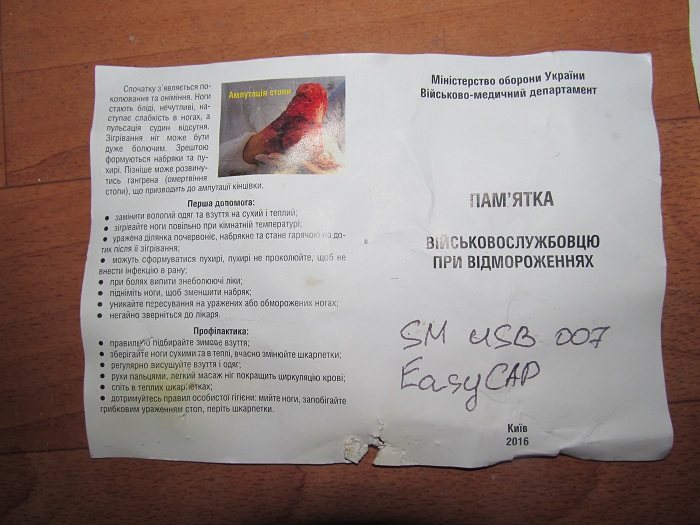 Спочатку з'являється по-
колювання та оніміння. Ноги
стають бліді, нечутливі, на-
ступає слабкість в ногах, а
пульсація судин відсутня.
Зігрівання ніг може бути
дуже болючим. Зрештою
формуються набряки та пу-
хирі. Пізніше може розвину-
тись гангрена (омертвіння
стопи), що призводить до ампутації кінцівки.
Ампутація стопи
Перша допомога:
● замінити вологий одяг та взуття на сухий і теплий;
● зігрівайте ноги повільно при кімнатній температурі;
● уражена ділянка почервоніє, набрякне та стане гарячою на до-
тик після її зігрівання;
● можуть сформуватися пухирі, пухирі не проколюйте, щоб не
внести інфекцію в рану;
● при болях випити знеболюючі ліки;
● підніміть ноги, щоб зменшити набряк;
● уникайте пересування на уражених або обморожених ногах;
● негайно зверніться до лікаря.
Профілактика:
● правильно підбирайте зимове взуття;
● зберігайте ноги сухими та в теплі, вчасно змінюйте шкарпетки;
● регулярно висушуйте взуття і одяг;
● рухи пальцями, легкий масаж ніг покращить циркуляцію крові;
● спіть в теплих шкарпетках;
● дотримуйтесь правил особистої гігієни: мийте ноги, запобігайте
грибковим ураженням стоп, періть шкарпетки.
Міністерство оборони України
Військово-медичний департамент
ПАМ'ЯТКА
ВІЙСЬКОВОСЛУЖБОВЦЮ
ПРИ ВІДМОРОЖЕННЯХ
SM USB 007
EasyCAP
Київ
2016